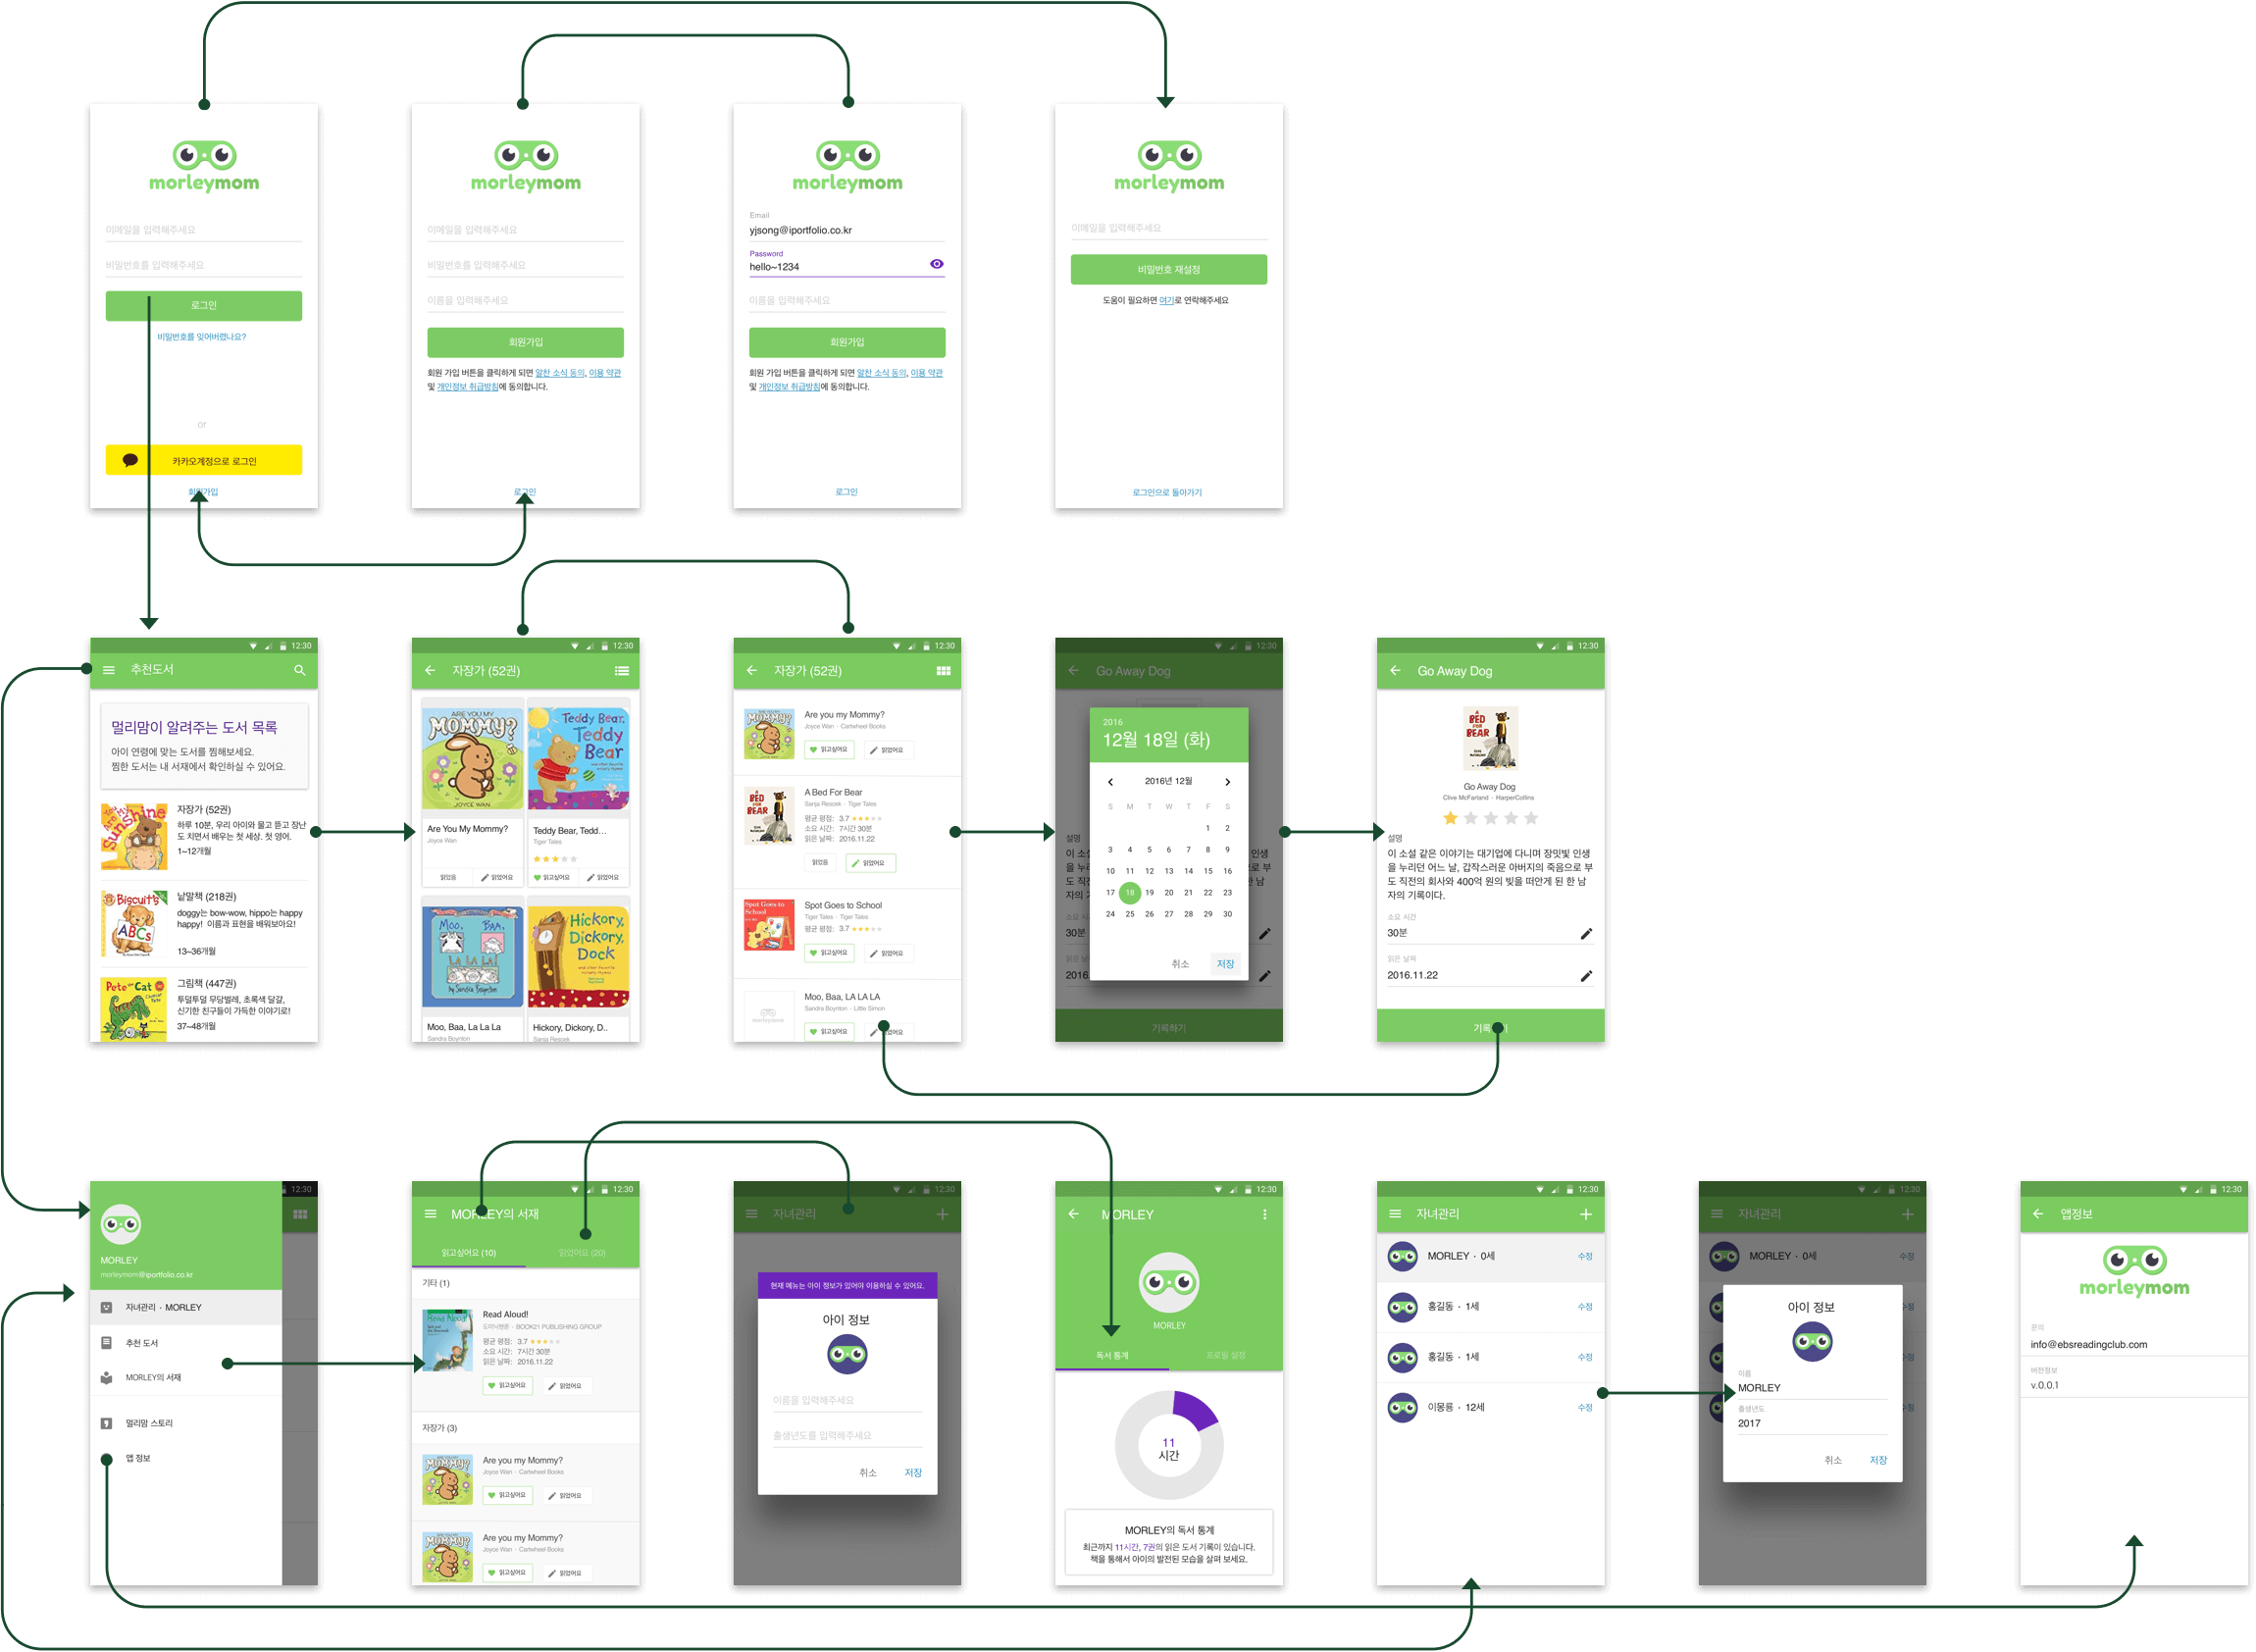 morleymom
이메일을 입력해주세요
비밀번호를 입력해주세요
로그인
비밀번호를 잊어버렸나요?
or
카카오계정으로 로그인
회원가입
morleymom
이메일을 입력해주세요
비밀번호를 입력해주세요
이름을 입력해주세요
회원가입
회원 가입 버튼을 클릭하게 되면 알찬 소식 동의, 이용 약관
및 개인정보 취급방침에 동의합니다.
로그인
morleymom
Email
yjsong@iportfolio.co.kr
Password
hello~1234
이름을 입력해주세요
회원가입
회원 가입 버튼을 클릭하게 되면 알찬 소식 동의, 이용 약관
및 개인정보 취급방침에 동의합니다.
로그인
morleymom
이메일을 입력해주세요
비밀번호 재설정
도움이 필요하면 여기로 연락해주세요
로그인으로 돌아가기
12:30
추천도서
멀리맘이 알려주는 도서 목록
아이 연령에 맞는 도서를 찜해보세요.
찜한 도서는 내 서재에서 확인하실 수 있어요.
자장가 (52권)
하루 10분, 우리 아이와 물고 뜯고 장난
도 치면서 배우는 첫 세상. 첫 영어.
1~12개월
Biscuit's
ABCs
낱말책 (218권)
doggy는 bow-wow, hippo는 happy
happy! 이름과 표현을 배워보아요!
13~36개월
Pete the Cat
그림책 (447권)
투덜투덜 무당벌레, 초록색 달걀,
신기한 친구들이 가득한 이야기로!
37~48개월
12:30
자장가 (52권)
ARE YOU MY
MOMMY?
JOYCE WAN
Are You My Mommy?
Joyce Wan
읽었음
읽었어요
Teddy Bear,
Teddy
Bear
Teddy Bear, Tedd...
Tiger Tales
읽고싶어요
읽었어요
MOO, BAA,
LA LA LA!
by Sandra Boynton
Moo, Baa, La La La
Sandra Boynton
Hickory,
Dickory,
Dock
Hickory, Dickory, D..
Sanja Rescek
12:30
자장가 (52권)
Are you my Mommy?
Joyce Wan · Cartwheel Books
읽고싶어요
읽었어요
A BED FOR BEAR
A Bed For Bear
Sanja Rescek · Tiger Tales
평균 평점: 3.7
소요 시간: 7시간 30분
읽은 날짜: 2016.11.22
읽었음
읽었어요
Spot Goes to
School
Spot Goes to School
Tiger Tales · Tiger Tales
평균 평점: 3.7
읽고싶어요
읽었어요
morleymom
Moo, Baa, LA LA LA
Sandra Boynton · Little Simon
읽고싶어요
12:30
Go Away Dog
2016
12월 18일 (화)
2016년 12월
S M T W T F S
1 2
3 4 5 6 7 8 9
10 11 12 13 14 15 16
17 18 19 20 21 22 23
24 25 26 27 28 29 30
취소
저장
설명
30분
기록하기
12:30
Go Away Dog
A BED FOR BEAR
Go Away Dog
Clive McFarland · HarperCollins
설명
이 소설 같은 이야기는 대기업에 다니며 장밋빛 인생
을 누리던 어느 날, 갑작스러운 아버지의 죽음으로 부
도 직전의 회사와 400억 원의 빚을 떠안게 된 한 남
자의 기록이다.
소요 시간
30분
읽은 날짜
2016.11.22
12:30
MORLEY
morleymom@iportfolio.co.kr
자녀관리 · MORLEY
추천 도서
MORLEY의 서재
멀리맘 스토리
앱 정보
12:30
MORLEY의 서재
읽고싶어요 (10)
읽었어요 (20)
기타 (1)
Read Aloud!
BOOK21 PUBLISHING GROUP
평균 평점: 3.7
소요 시간: 7시간 30분
읽은 날짜: 2016.11.22
읽고싶어요
읽었어요
자장가 (3)
Are you my Mommy?
Joyce Wan · Cartwheel Books
읽고싶어요
읽었어요
Are you my Mommy?
Joyce Wan · Cartwheel Books
읽고싶어요
읽었어요
12:30
자녀관리
현재 메뉴는 아이 정보가 있어야 이용하실 수 있어요.
아이 정보
이름을 입력해주세요
출생년도를 입력해주세요
취소
저장
12:30
MORLEY
MORLEY
독서 통계
프로필 설정
11
시간
MORLEY의 독서 통계
최근까지 11시간, 7권의 읽은 도서 기록이 있습니다.
책을 통해서 아이의 발전된 모습을 살펴 보세요.
12:30
자녀관리
MORLEY · 0세
수정
홍길동 · 1세
수정
홍길동 · 1세
수정
이몽룡 · 12세
수정
12:30
자녀관리
MORLEY · 0세
수정
아이 정보
이름
MORLEY
출생년도
2017
취소
저장
12:30
앱정보
morleymom
문의
info@ebsreadingclub.com
버전정보
v.0.0.1